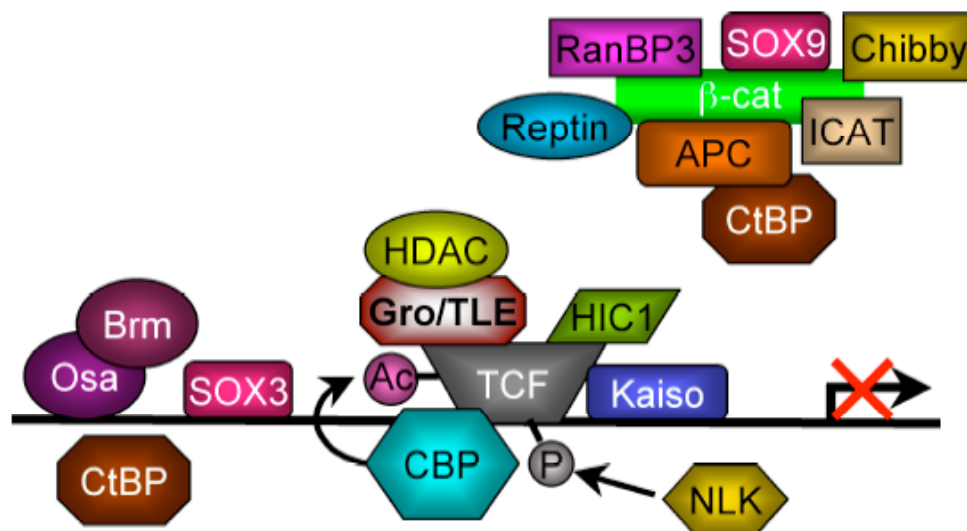 RanBP3
SOX9
Chibby
β-cat
Reptin
ICAT
APC
CtBP
HDAC
Gro/TLE
HIC1
Brm
Osa
SOX3
Ac
TCF
Kaiso
CBP
P
CtBP
NLK